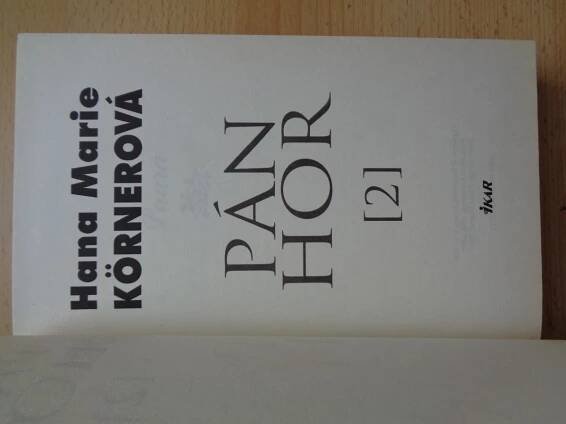 Hana Marie
KÖRNEROVÁ
PÁN
HOR
[2]
IKAR